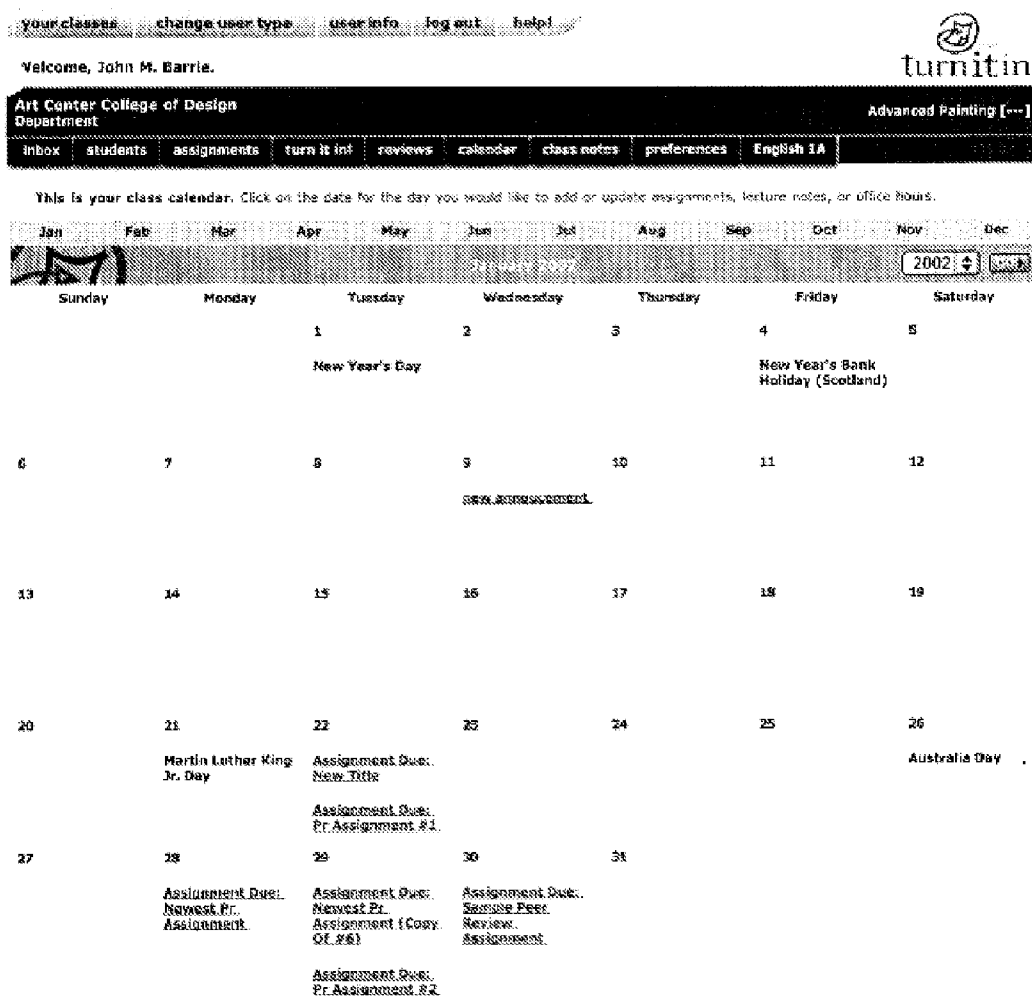 your classes change user type user info log out help!
turnitin
Welcome, John M. Barrie.
Art Center College of Design
Department
Advanced Painting [---]
inbox students assignments turn it in! reviews calendar class notes preferences English 1A
This is your class calendar. Click on the date for the day you would like to add or update assignments, lecture notes, or office hours.
Jan Feb Mar Apr May Jun Jul Aug Sep Oct Nov Dec
January 2002 2002
Sunday Monday Tuesday Wednesday Thursday Friday Saturday
1 2 3 4 5
New Year's Day New Year's Bank
Holiday (Scotland)
6 7 8 9 10 11 12
new annoucement
13 14 15 16 17 18 19
20 21 22 23 24 25 26
Martin Luther King Assignment Due: Australia Day
Jr. Day New Title
Assignment Due:
Pr Assignment #1
27 28 29 30 31
Assignment Due: Assignment Due: Assignment Due:
Newest Pr Newest Pr Sample Peer
Assignment Assignment (Copy Review
Of #6) Assignment
Assignment Due:
Pr Assignment #2